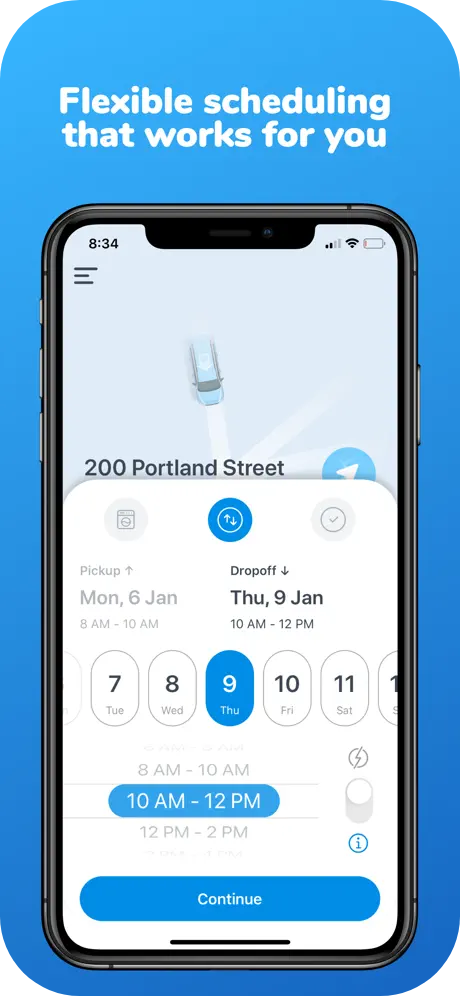 Flexible scheduling
that works for you
8:34
200 Portland Street
Pickup ↑
Dropoff ↓
Mon, 6 Jan
Thu, 9 Jan
8 AM - 10 AM
10 AM - 12 PM
7 8 9 10 11
Tue Wed Thu Fri Sat
8 AM - 10 AM
10 AM - 12 PM
12 PM - 2 PM
Continue